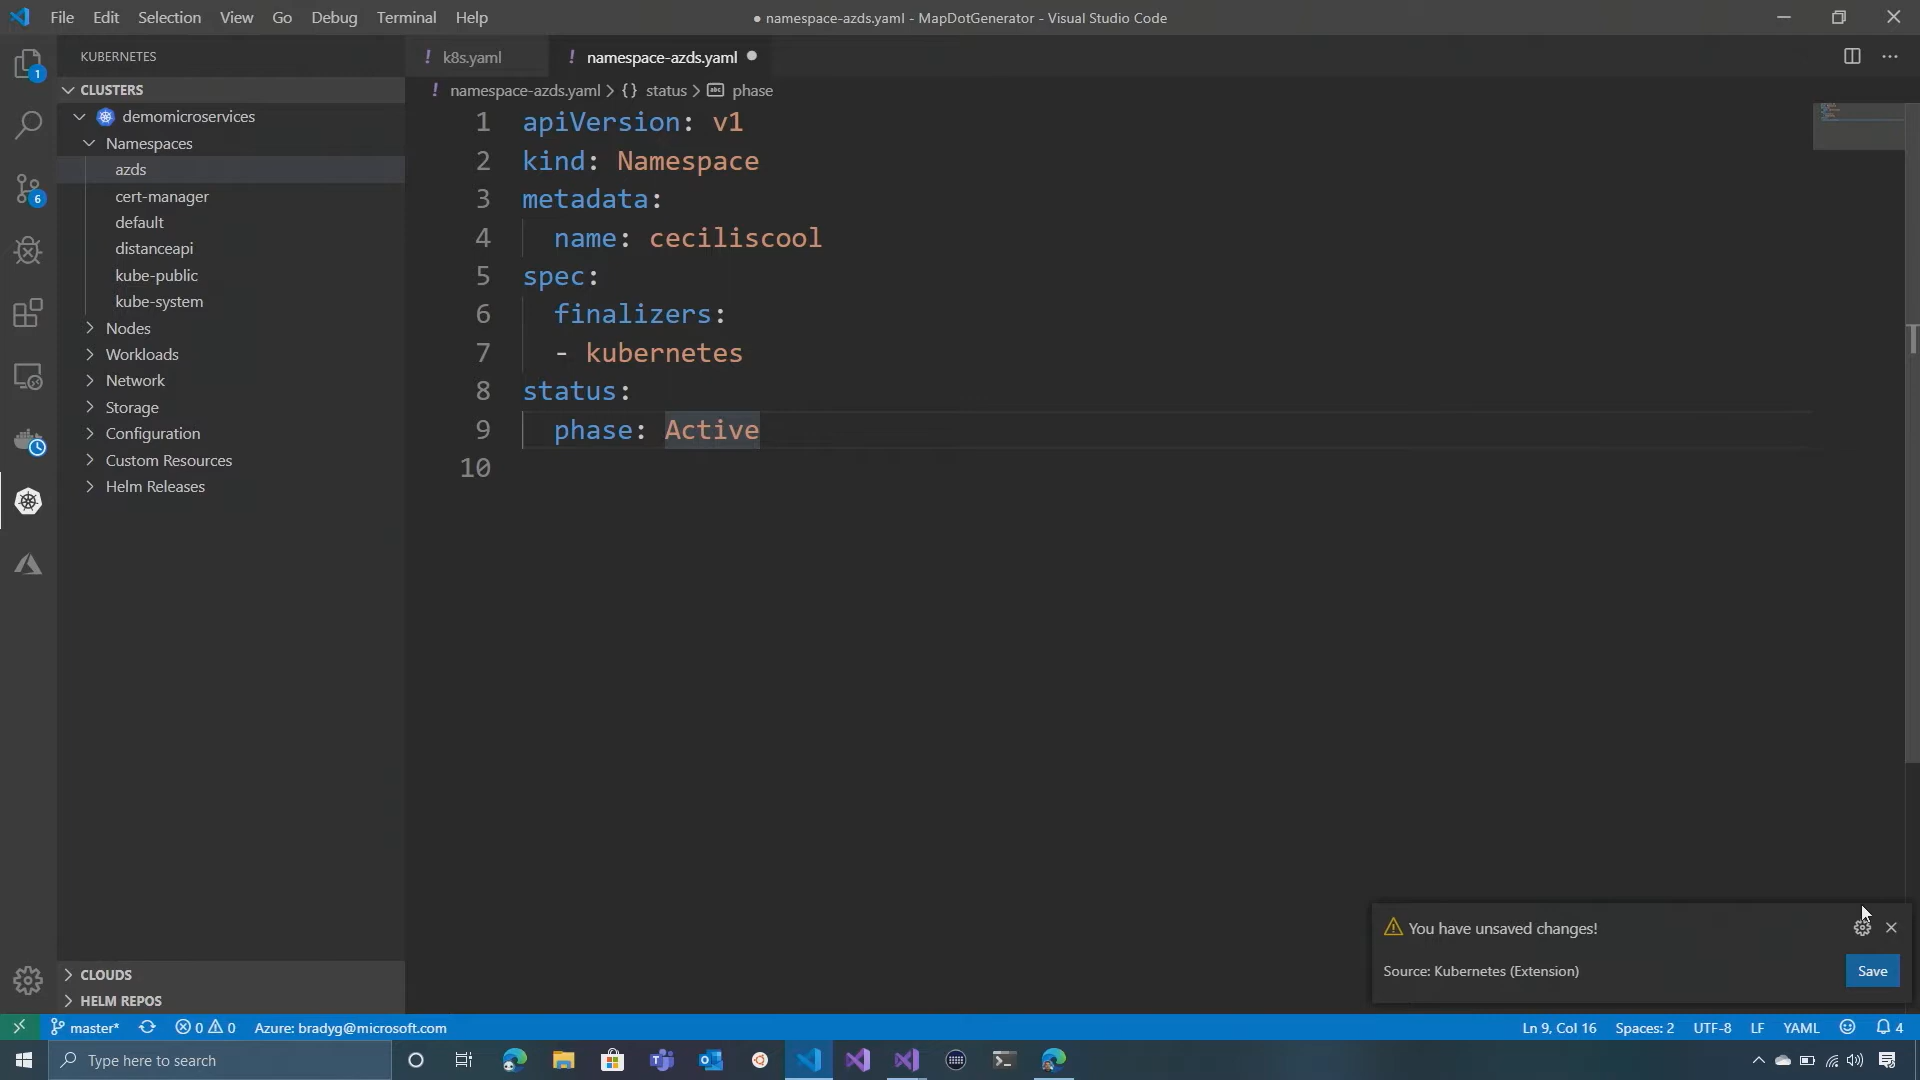 File Edit Selection View Go Debug Terminal Help
● namespace-azds.yaml - MapDotGenerator - Visual Studio Code
KUBERNETES
CLUSTERS
demomicroservices
Namespaces
azds
cert-manager
default
distanceapi
kube-public
kube-system
Nodes
Workloads
Network
Storage
Configuration
Custom Resources
Helm Releases
CLOUDS
HELM REPOS
1
6
! k8s.yaml
! namespace-azds.yaml ●
! namespace-azds.yaml > {} status > abc phase
1 apiVersion: v1
2 kind: Namespace
3 metadata:
4 name: ceciliscool
5 spec:
6 finalizers:
7 - kubernetes
8 status:
9 phase: Active
10
You have unsaved changes!
Source: Kubernetes (Extension)
Save
master* 0 0 Azure: bradyg@microsoft.com
Ln 9, Col 16 Spaces: 2 UTF-8 LF YAML 4
Type here to search